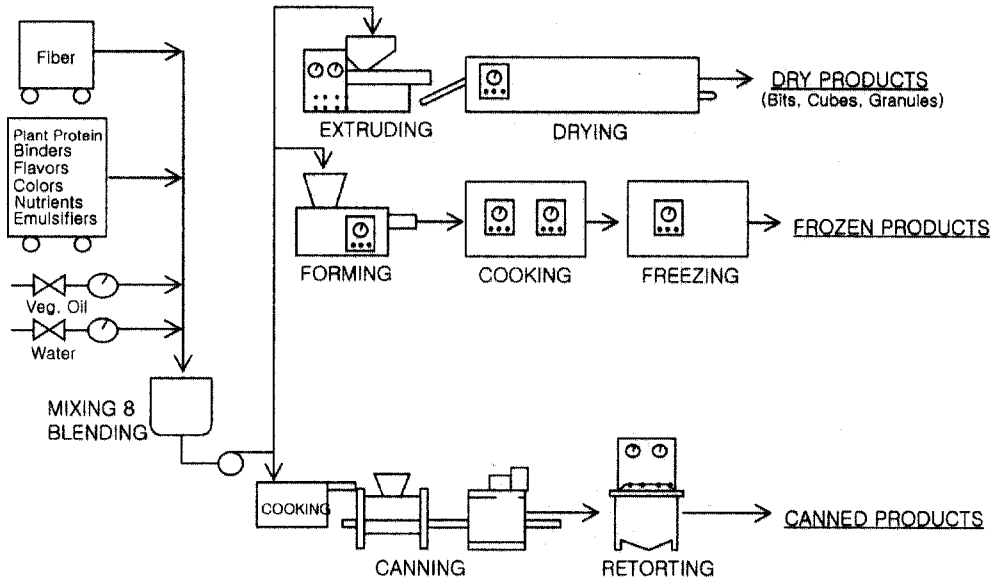 Fiber
Plant Protein
Binders
Flavors
Colors
Nutrients
Emulsifiers
Veg. Oil
Water
MIXING 8
BLENDING
EXTRUDING
DRYING
DRY PRODUCTS
(Bits, Cubes, Granules)
FORMING
COOKING
FREEZING
FROZEN PRODUCTS
COOKING
CANNING
RETORTING
CANNED PRODUCTS